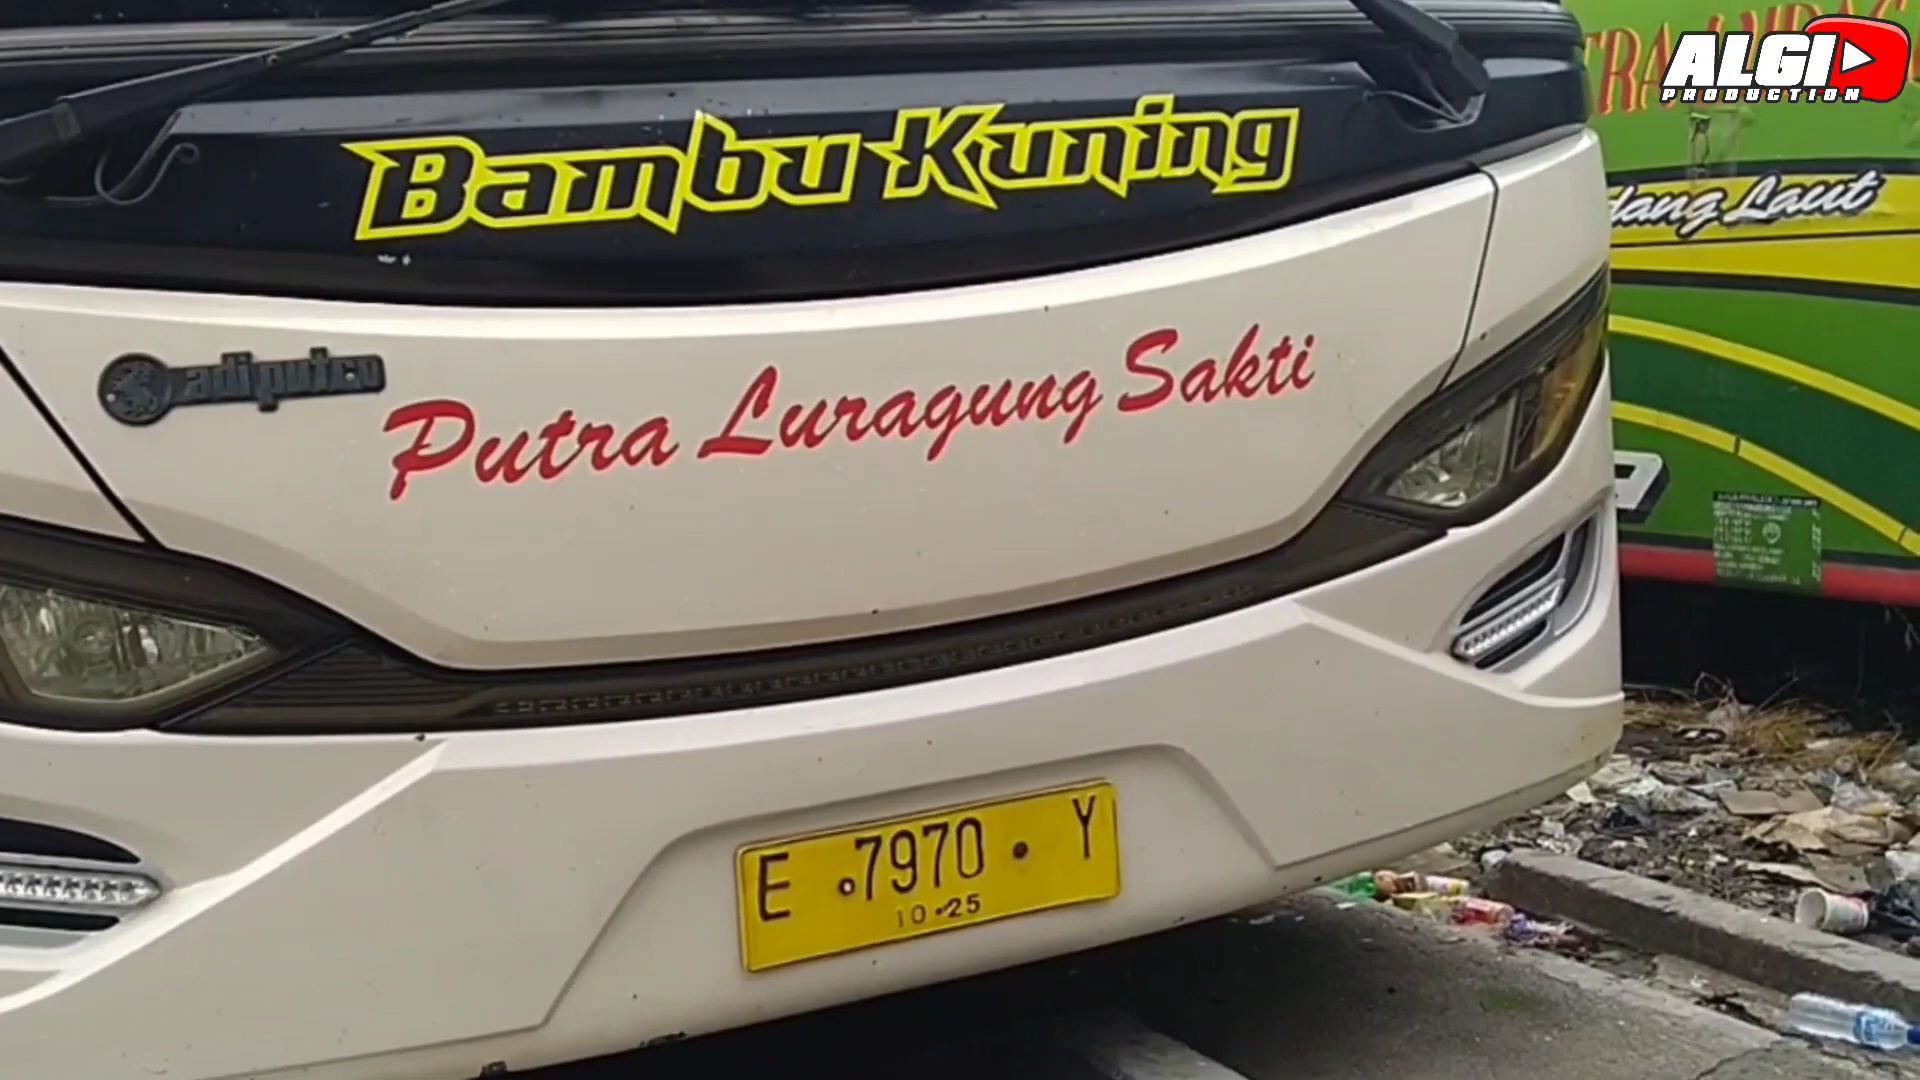 ALGI
PRODUCTION
Bambu Kuning
dang Laut
adiputro
Putra Luragung Sakti
E 7970 Y
10 25